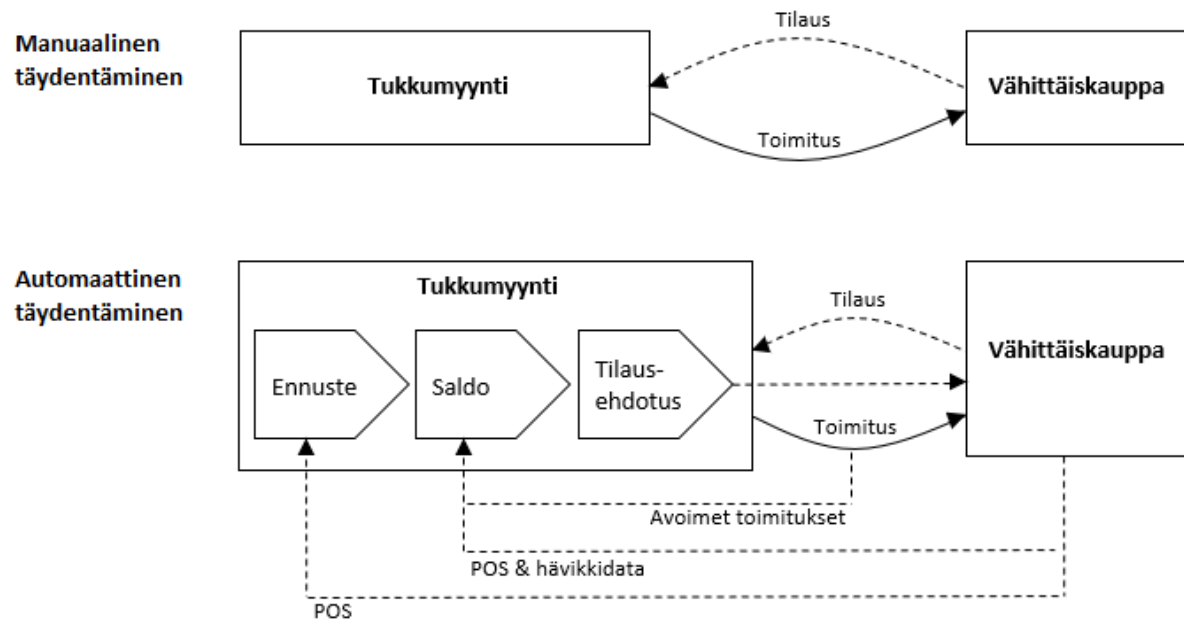 Manuaalinen
täydentäminen
Tukkumyynti
Tilaus
Toimitus
Vähittäiskauppa
Automaattinen
täydentäminen
Tukkumyynti
Ennuste
Saldo
Tilaus-
ehdotus
Tilaus
Toimitus
Vähittäiskauppa
Avoimet toimitukset
POS & hävikkidata
POS